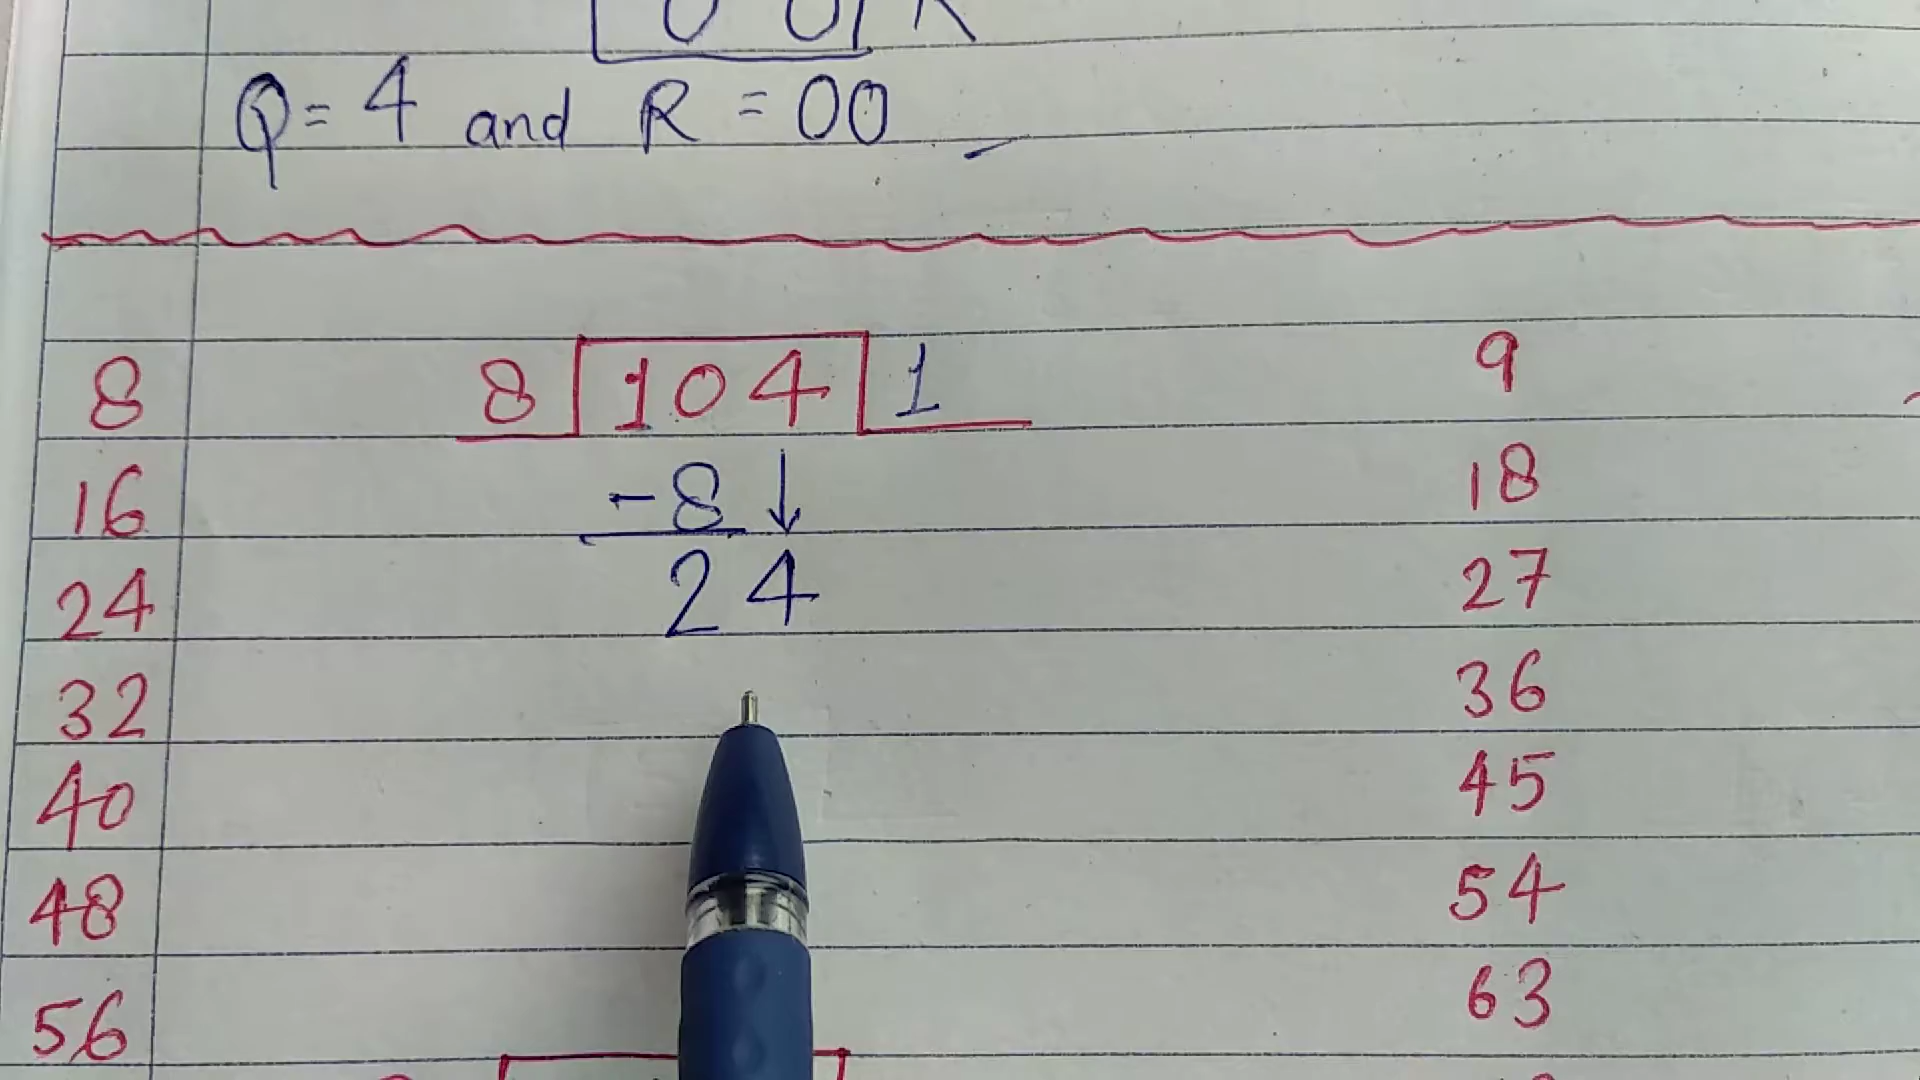 Q = 4 and R = 00
8 8 104 1 9
16 -8 ↓ 18
24 24 27
32 36
40 45
48 54
56 63